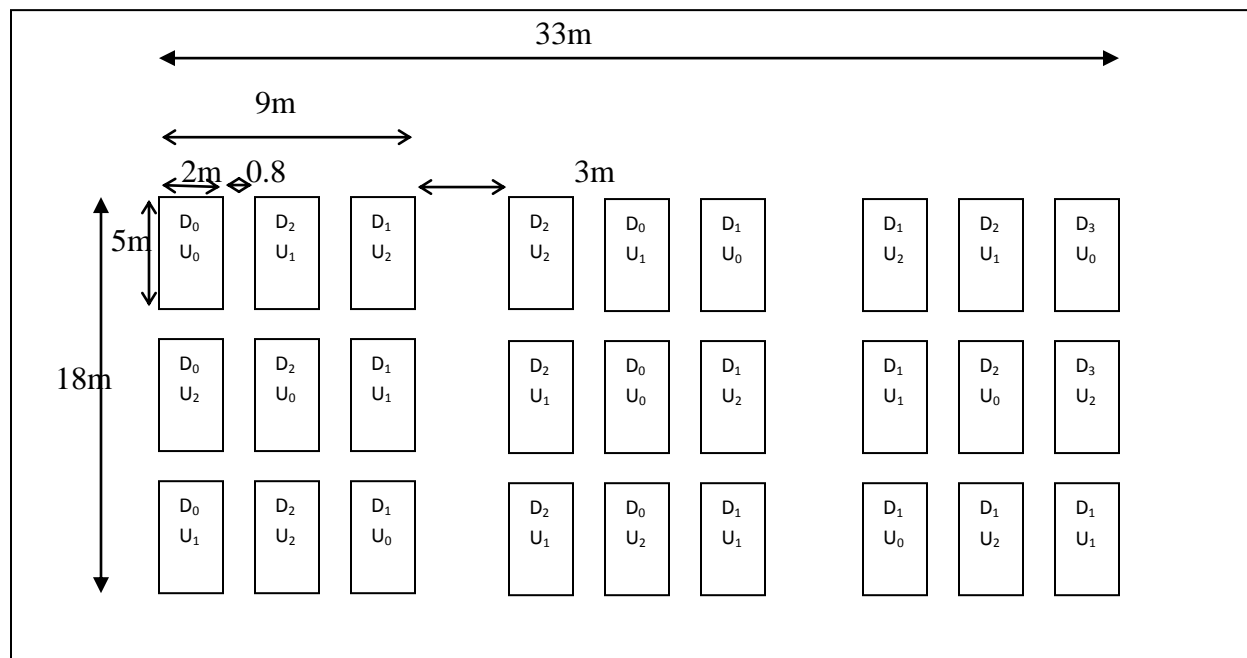 33m
9m
2m 0.8 3m
5m
18m
D₀ D₂ D₁ D₂ D₀ D₁ D₁ D₂ D₃
U₀ U₁ U₂ U₂ U₁ U₀ U₂ U₁ U₀
D₀ D₂ D₁ D₂ D₀ D₁ D₁ D₂ D₃
U₂ U₀ U₁ U₁ U₀ U₂ U₁ U₀ U₂
D₀ D₂ D₁ D₂ D₀ D₁ D₁ D₁ D₁
U₁ U₂ U₀ U₁ U₂ U₁ U₀ U₂ U₁